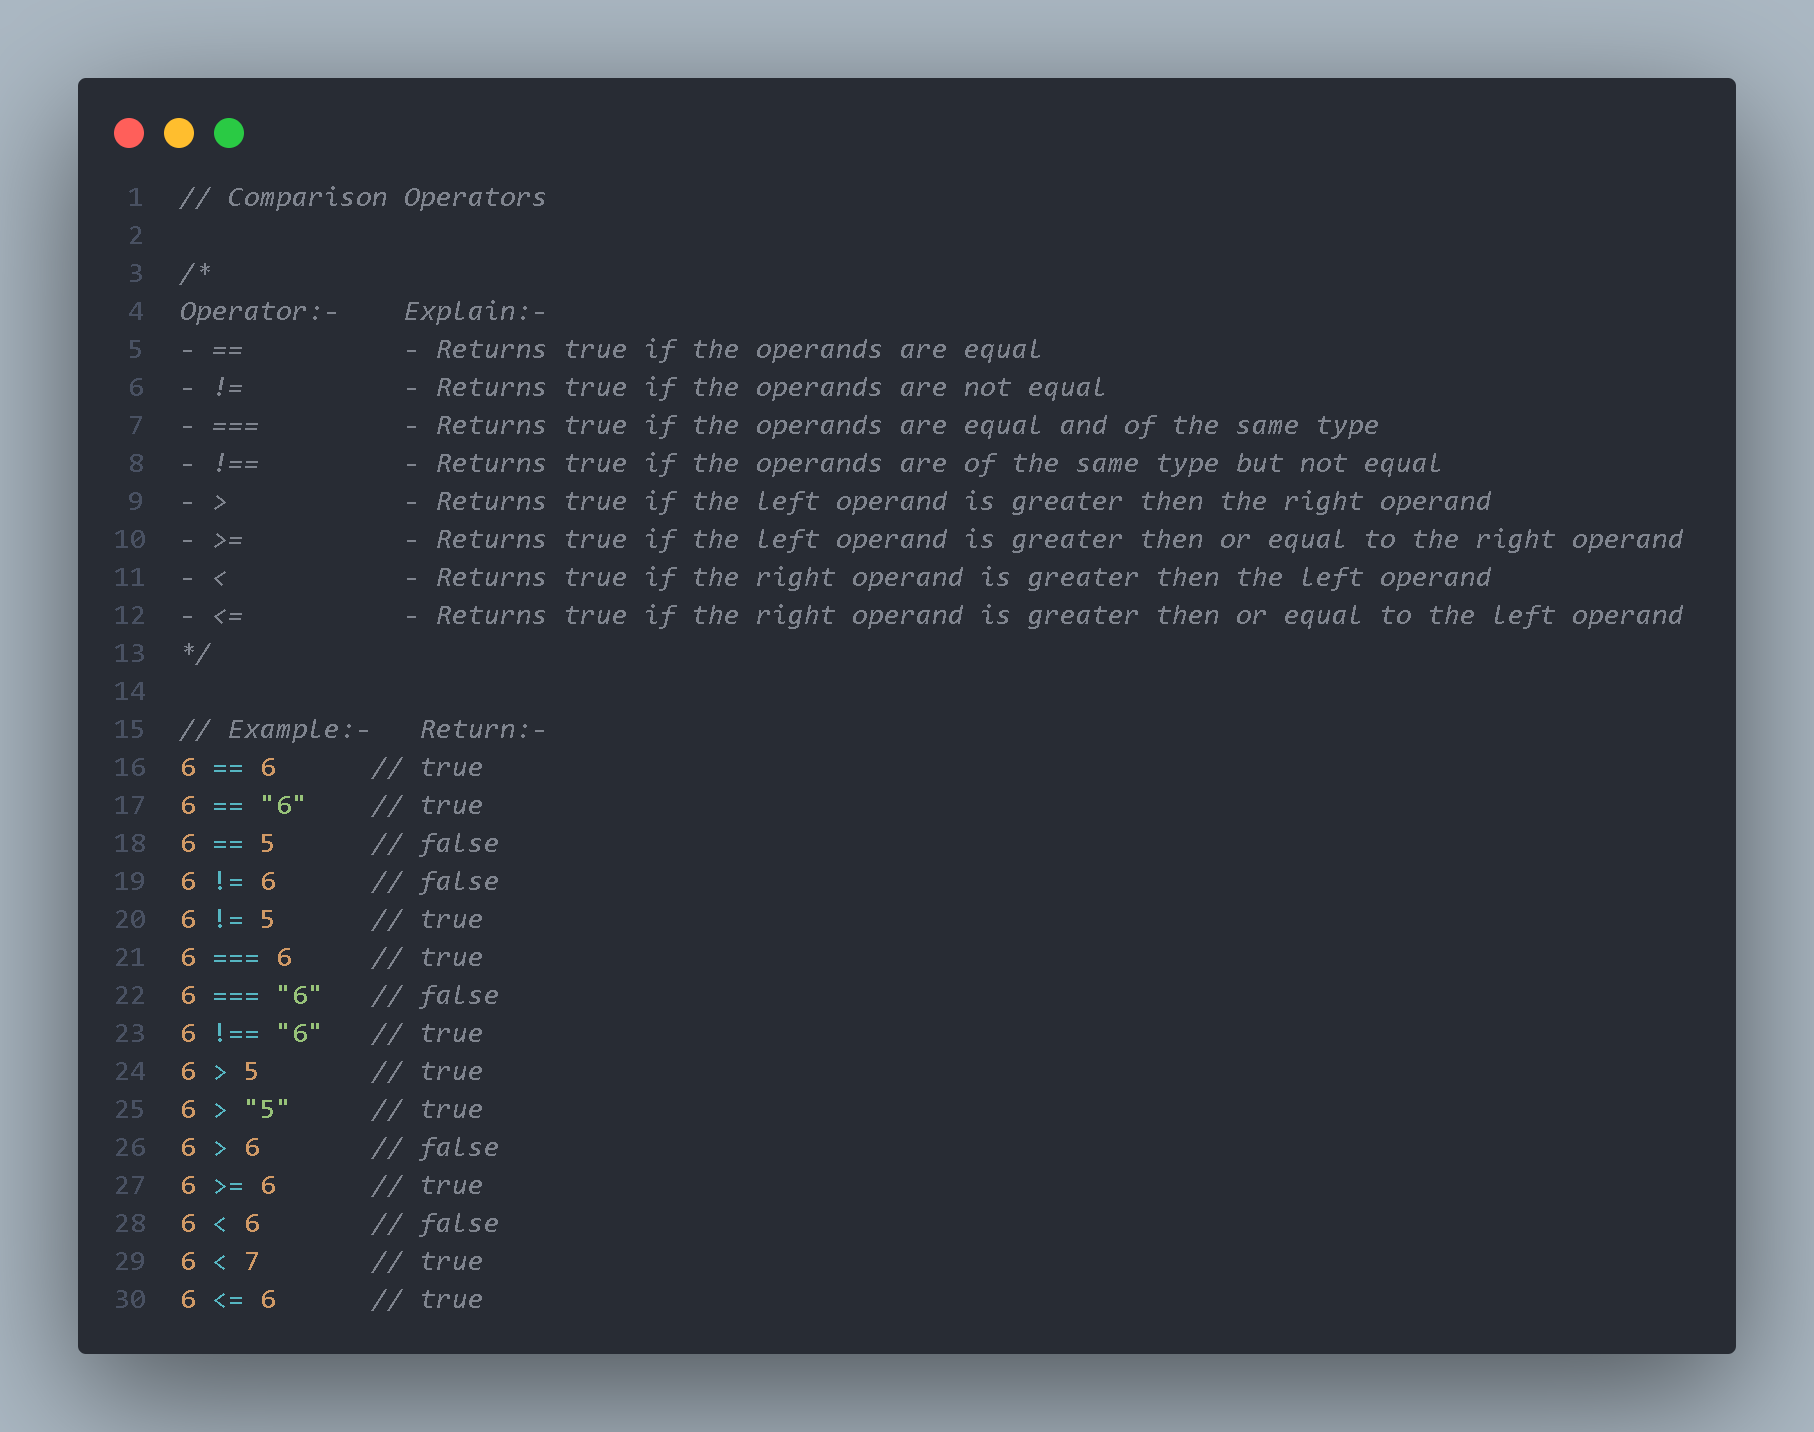 1 // Comparison Operators
2
3 /*
4 Operator:-    Explain:-
5 - ==          - Returns true if the operands are equal
6 - !=          - Returns true if the operands are not equal
7 - ===         - Returns true if the operands are equal and of the same type
8 - !==         - Returns true if the operands are of the same type but not equal
9 - >           - Returns true if the left operand is greater then the right operand
10 - >=          - Returns true if the left operand is greater then or equal to the right operand
11 - <           - Returns true if the right operand is greater then the left operand
12 - <=          - Returns true if the right operand is greater then or equal to the left operand
13 */
14
15 // Example:-   Return:-
16 6 == 6      // true
17 6 == "6"    // true
18 6 == 5      // false
19 6 != 6      // false
20 6 != 5      // true
21 6 === 6     // true
22 6 === "6"   // false
23 6 !== "6"   // true
24 6 > 5       // true
25 6 > "5"     // true
26 6 > 6       // false
27 6 >= 6      // true
28 6 < 6       // false
29 6 < 7       // true
30 6 <= 6      // true